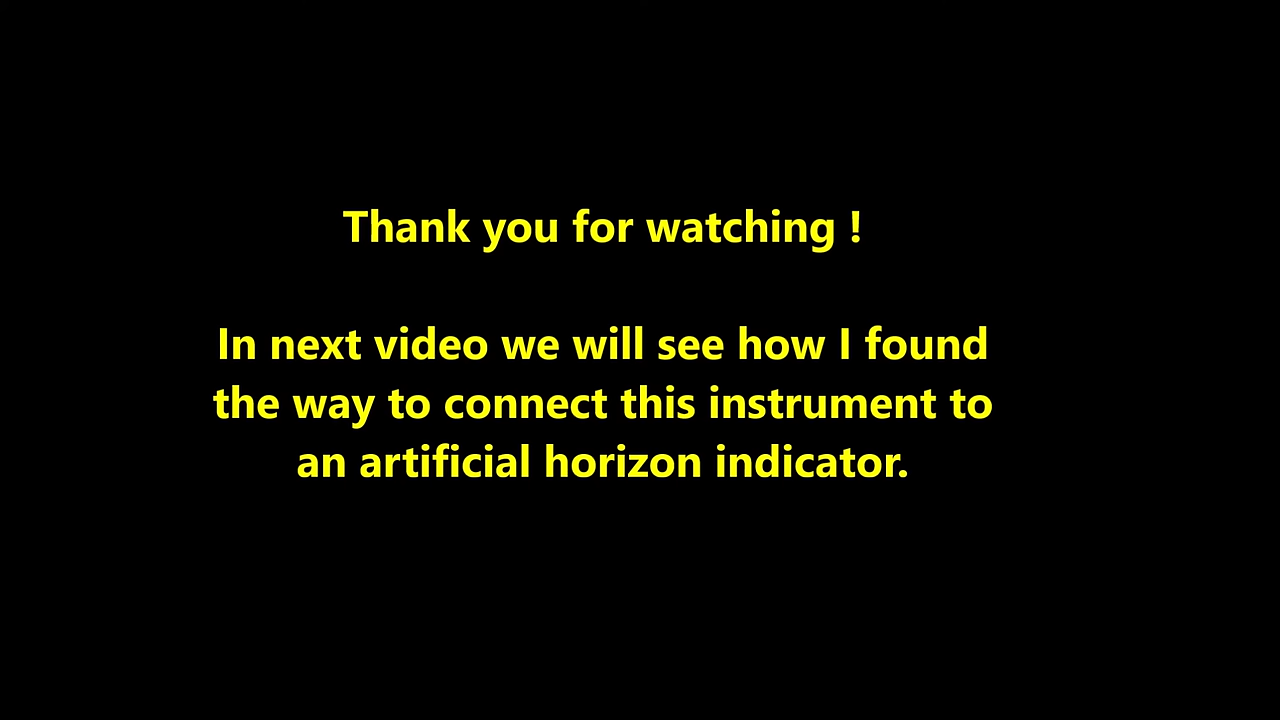 Thank you for watching !
In next video we will see how I found
the way to connect this instrument to
an artificial horizon indicator.